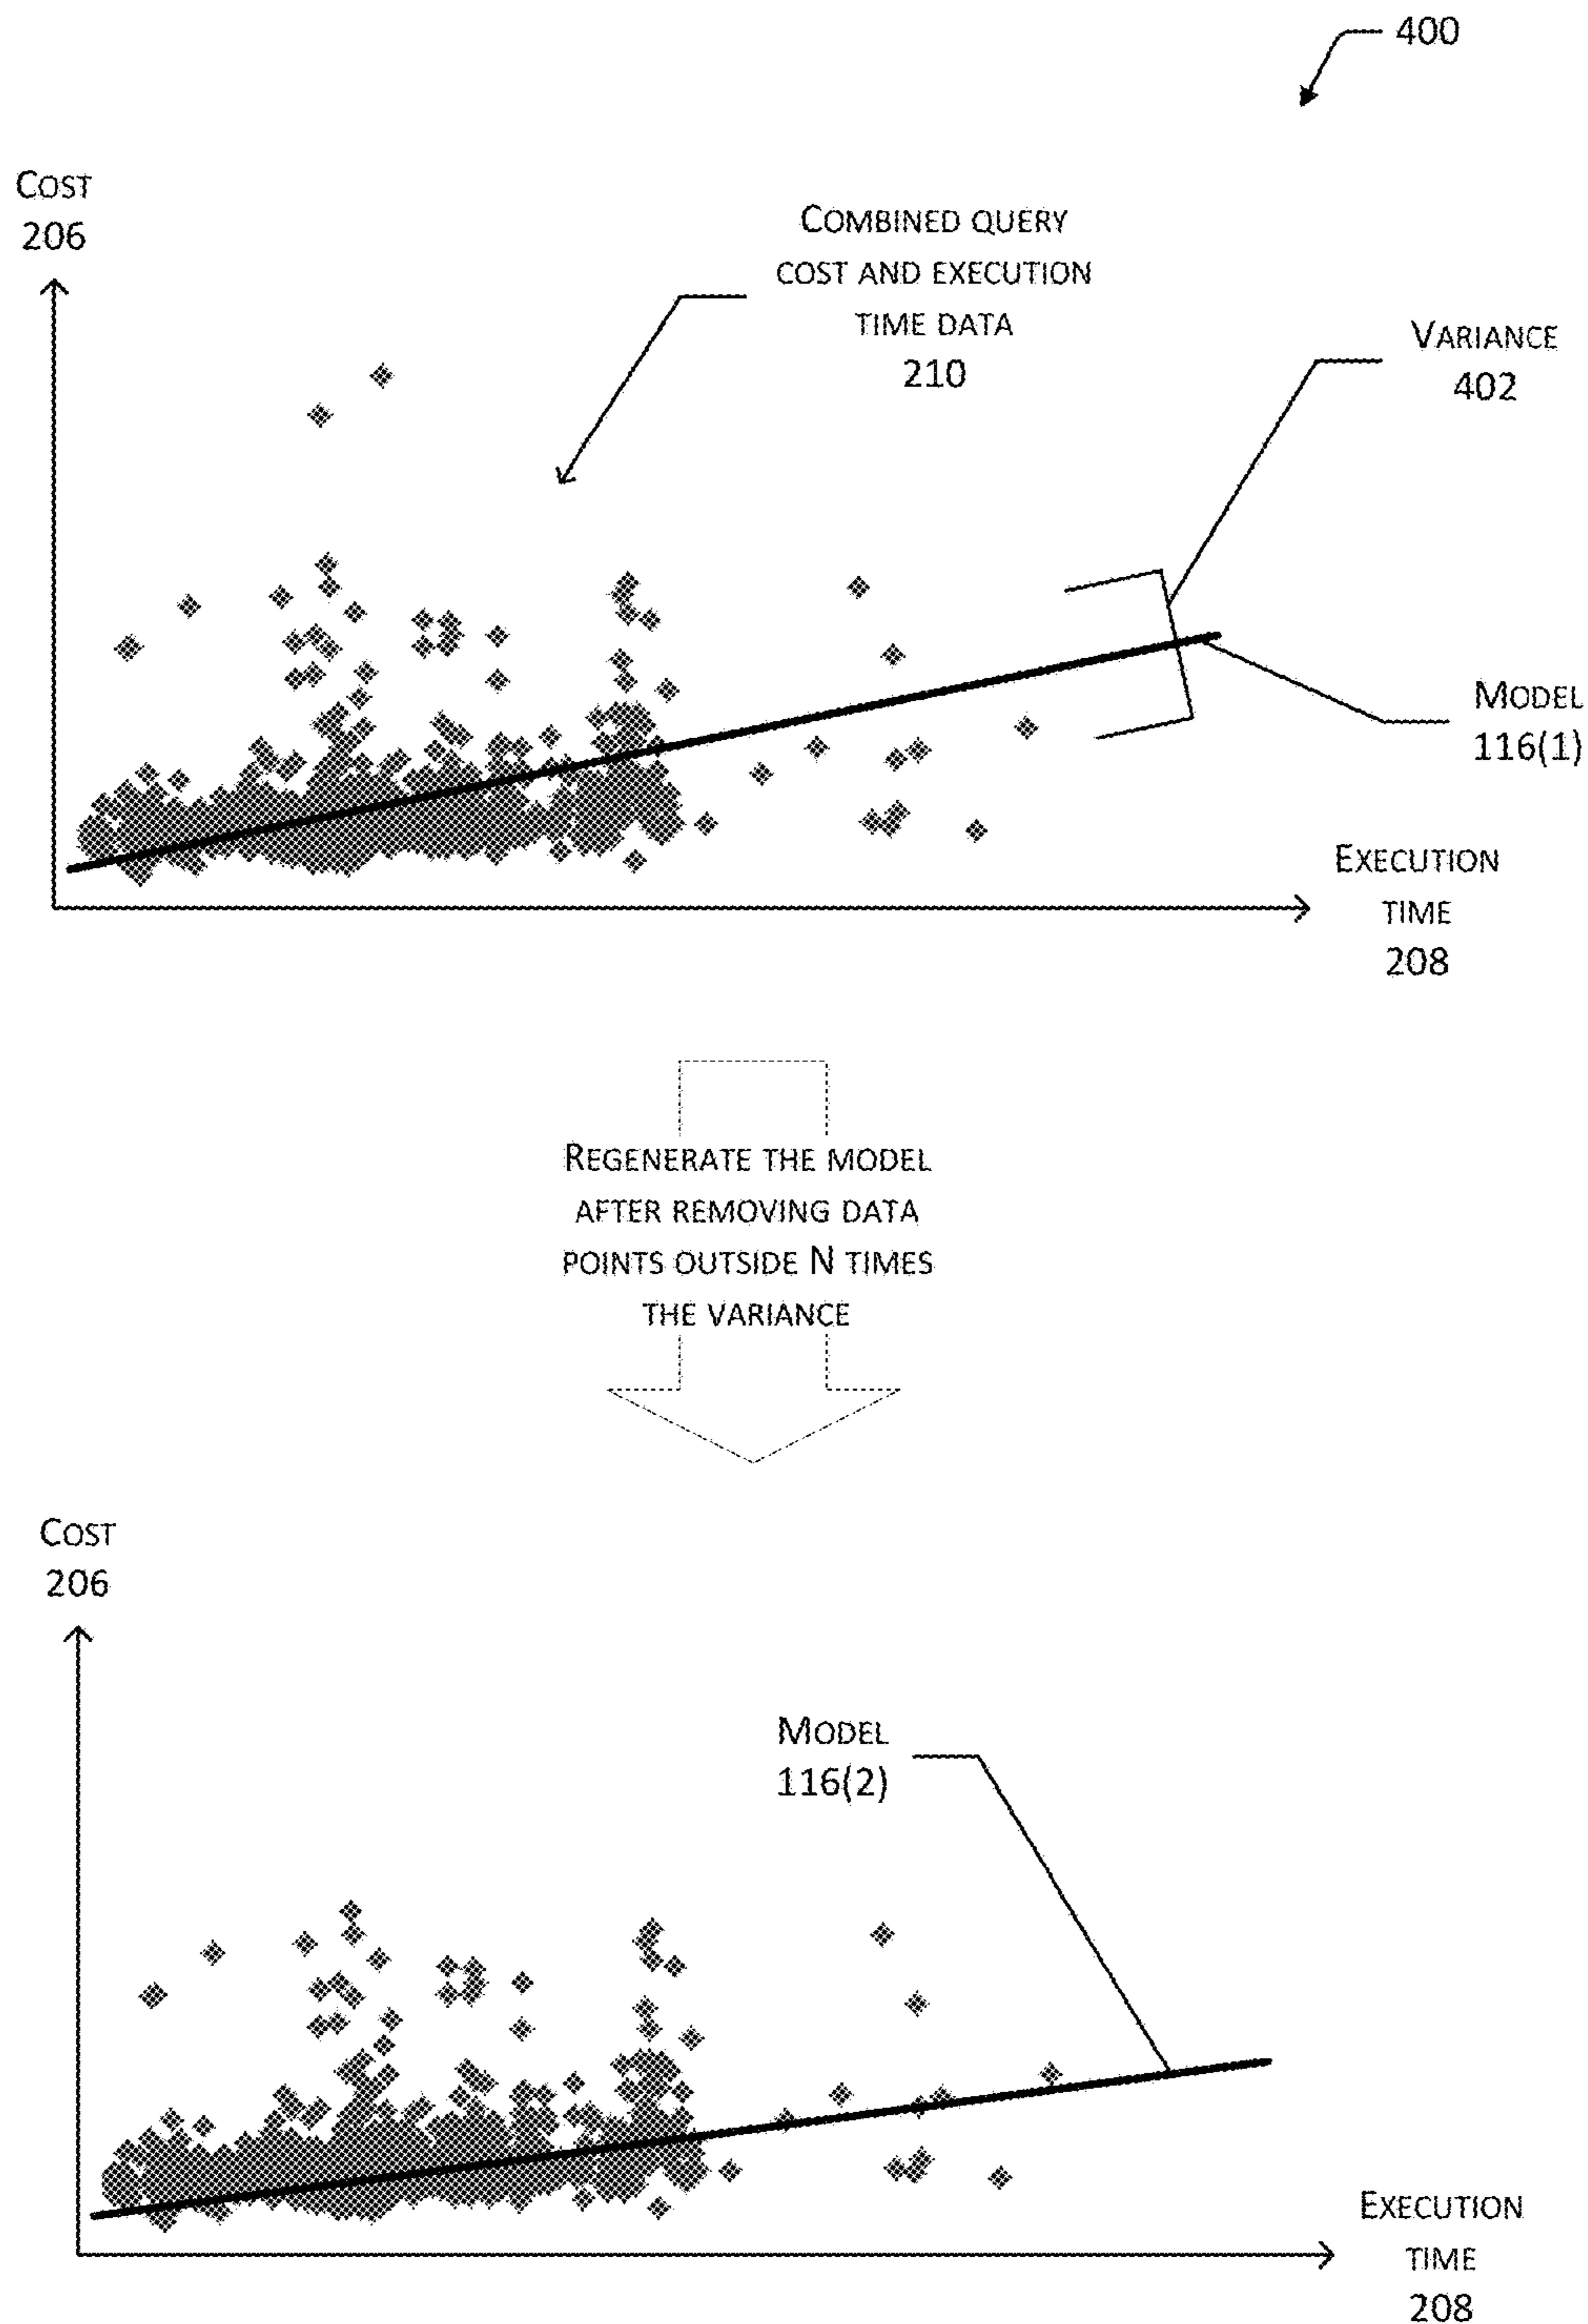 400
COST
206
COMBINED QUERY
COST AND EXECUTION
TIME DATA
210
VARIANCE
402
MODEL
116(1)
EXECUTION
TIME
208
REGENERATE THE MODEL
AFTER REMOVING DATA
POINTS OUTSIDE N TIMES
THE VARIANCE
COST
206
MODEL
116(2)
EXECUTION
TIME
208